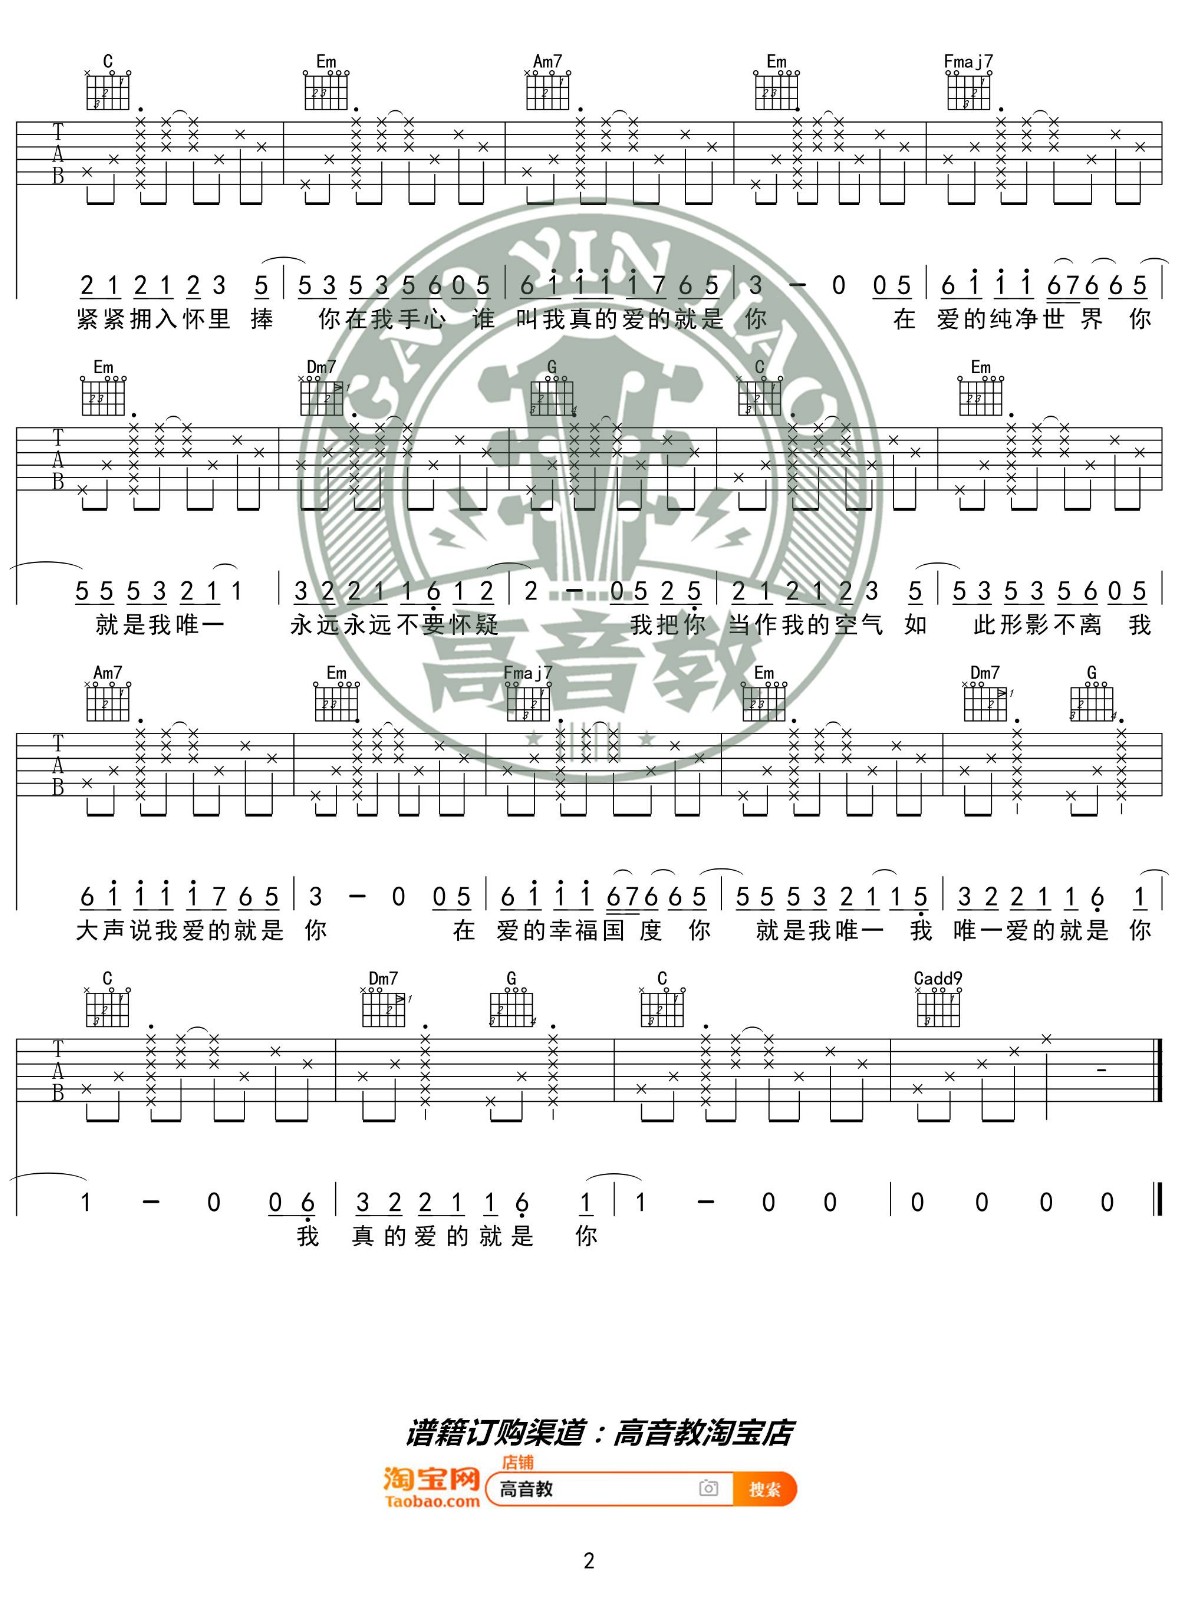 C Em Am7 Em Fmaj7
T A B
2 1 2 1 2 3 5 | 5 3 5 3 5 6 0 5 | 6 i i i i 7 6 5 | 3 - 0 0 5 | 6 i i i 6 7 6 6 5
紧紧拥入怀里 捧 你在我手心 谁 叫我真的爱的就是 你 在 爱的纯净世 界 你
Em Dm7 G C Em
T A B
5 5 5 3 2 1 1 | 3 2 2 1 1 6 1 2 | 2 - 0 5 2 5 | 2 1 2 1 2 3 5 | 5 3 5 3 5 6 0 5
就是我唯一 永远永远不要怀疑 我把你 当作我的空气 如 此形影不离 我
Am7 Em Fmaj7 Em Dm7 G
T A B
6 i i i i 7 6 5 | 3 - 0 0 5 | 6 i i i 6 7 6 6 5 | 5 5 5 3 2 1 1 5 | 3 2 2 1 1 6 1
大声说我爱的就是 你 在 爱的幸福国 度 你 就是我唯一 我 唯一爱的就是 你
C Dm7 G C Cadd9
T A B
1 - 0 0 6 | 3 2 2 1 1 6 1 | 1 - 0 0 | 0 0 0 0
我 真的爱的就是 你
GAO YIN JIAO
高音教
谱籍订购渠道：高音教淘宝店
店铺
淘宝网 高音教 搜索
Taobao.com
2